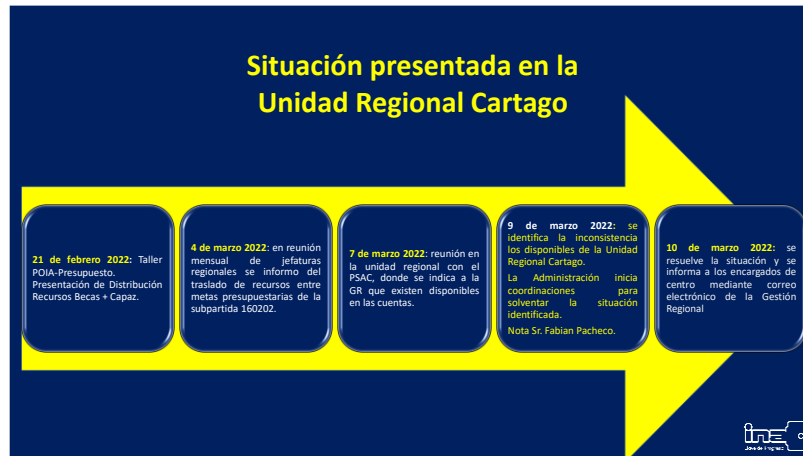 Situación presentada en la
Unidad Regional Cartago
21 de febrero 2022: Taller
POIA-Presupuesto.
Presentación de Distribución
Recursos Becas + Capaz.
4 de marzo 2022: en reunión
mensual de jefaturas
regionales se informo del
traslado de recursos entre
metas presupuestarias de la
subpartida 160202.
7 de marzo 2022: reunión en
la unidad regional con el
PSAC, donde se indica a la
GR que existen disponibles
en las cuentas.
9 de marzo 2022: se
identifica la inconsistencia
los disponibles de la Unidad
Regional Cartago.
La Administración inicia
coordinaciones para
solventar la situación
identificada.
Nota Sr. Fabian Pacheco.
10 de marzo 2022: se
resuelve la situación y se
informa a los encargados de
centro mediante correo
electrónico de la Gestión
Regional
ina
Llave de Progreso